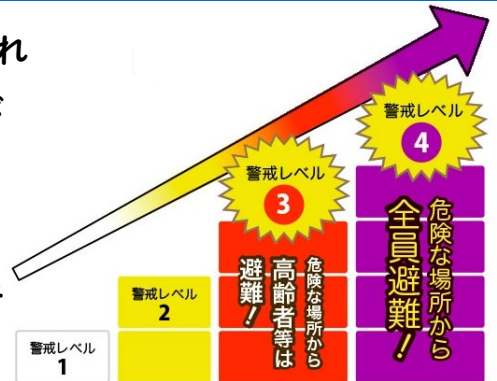 れ
警戒レベル
4
警戒レベル
3
危険な場所から
全員避難！
危険な場所から
高齢者等は
避難！
警戒レベル
2
警戒レベル
1